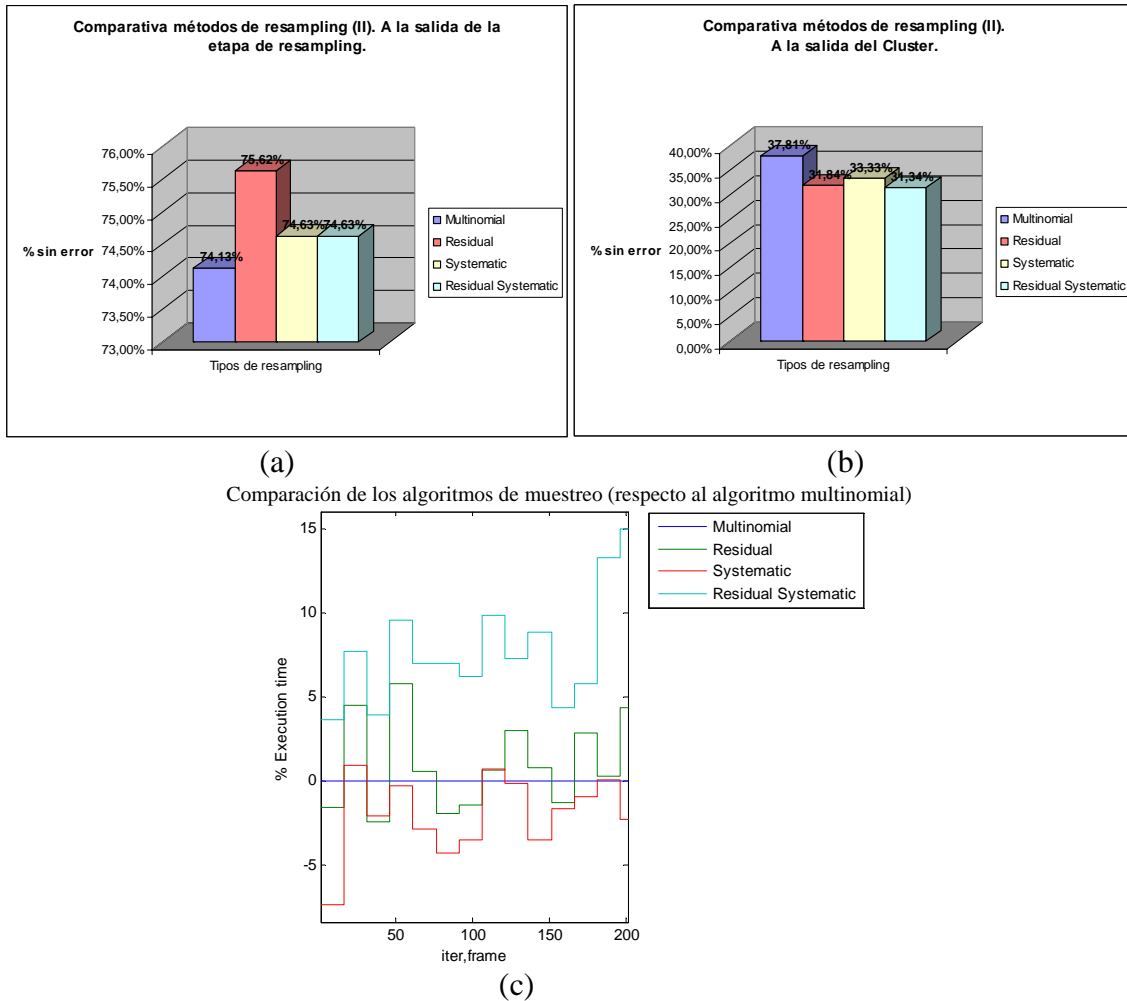 Comparativa métodos de resampling (II). A la salida de la
etapa de resampling.
76,00%
75,50%
75,00%
74,50%
74,00%
73,50%
73,00%
% sin error
74,13%
75,62%
74,63%
74,63%
Tipos de resampling
Multinomial
Residual
Systematic
Residual Systematic
(a)
Comparativa métodos de resampling (II).
A la salida del Cluster.
40,00%
35,00%
30,00%
25,00%
20,00%
15,00%
10,00%
5,00%
0,00%
% sin error
37,81%
31,84%
33,33%
31,34%
Tipos de resampling
Multinomial
Residual
Systematic
Residual Systematic
(b)
Comparación de los algoritmos de muestreo (respecto al algoritmo multinomial)
15
10
5
0
-5
% Execution time
50
100
150
200
iter,frame
Multinomial
Residual
Systematic
Residual Systematic
(c)